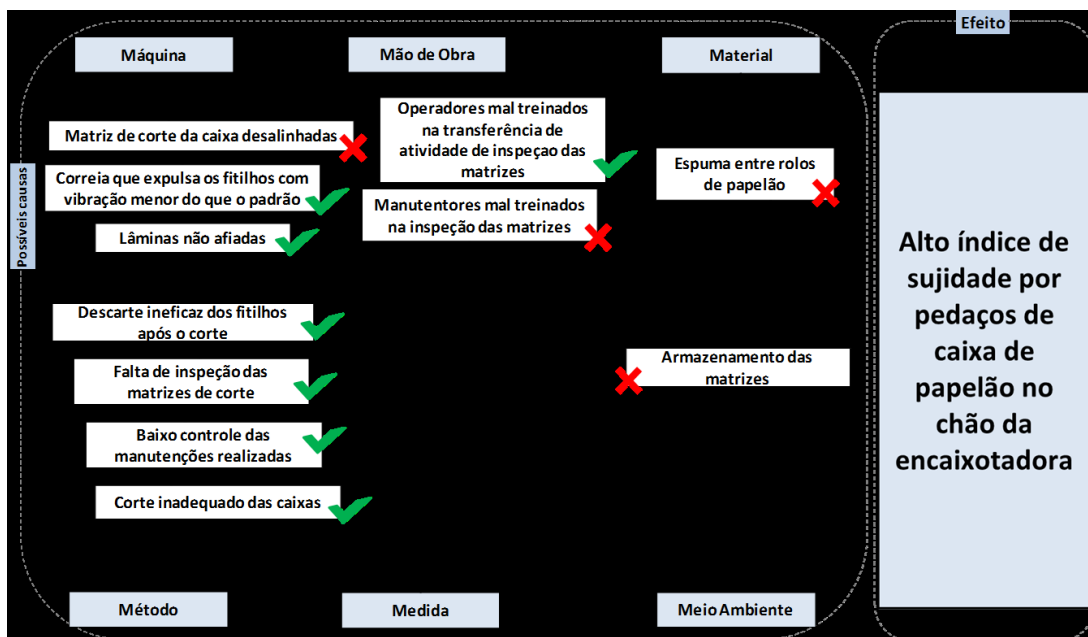 Efeito
Máquina
Mão de Obra
Material
Possíveis causas
Matriz de corte da caixa desalinhadas
Correia que expulsa os fitilhos com
vibração menor do que o padrão
Lâminas não afiadas
Operadores mal treinados
na transferência de
atividade de inspeçao das
matrizes
Manutentores mal treinados
na inspeção das matrizes
Espuma entre rolos
de papelão
Descarte ineficaz dos fitilhos
após o corte
Falta de inspeção das
matrizes de corte
Baixo controle das
manutenções realizadas
Corte inadequado das caixas
Armazenamento das
matrizes
Método
Medida
Meio Ambiente
Alto índice de
sujidade por
pedaços de
caixa de
papelão no
chão da
encaixotadora